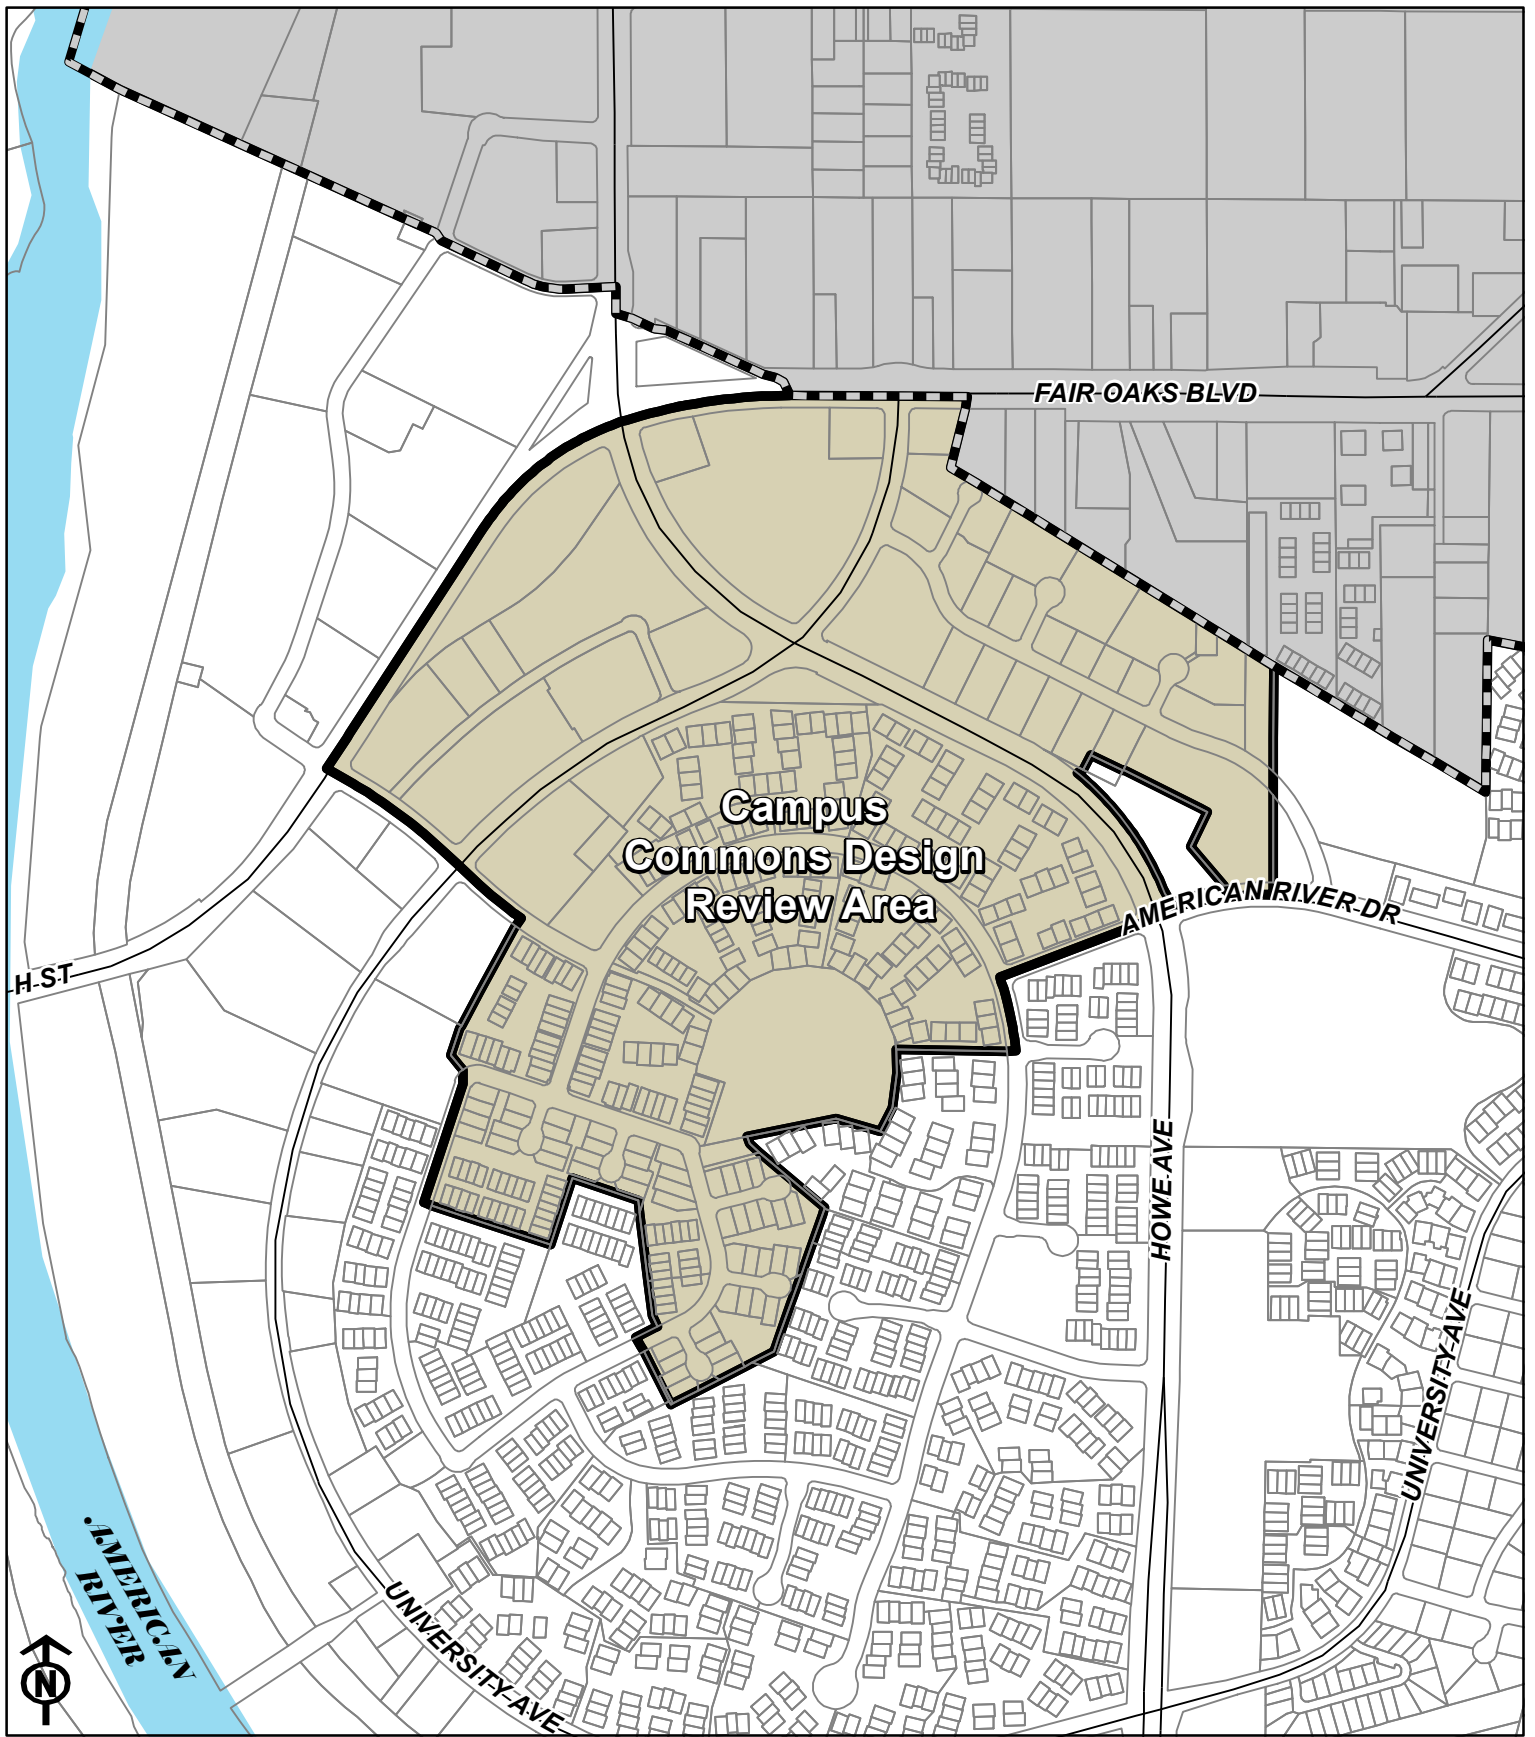 FAIR OAKS BLVD
Campus
Commons Design
Review Area
AMERICAN RIVER DR
H ST
HOWE AVE
UNIVERSITY AVE
AMERICAN
RIVER
UNIVERSITY AVE
N